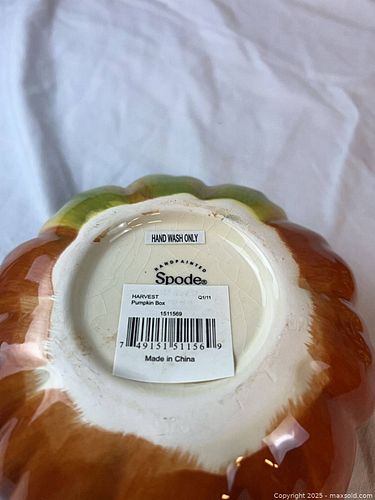 HAND WASH ONLY
HANDPAINTED
Spode®
HARVEST Q1/11
Pumpkin Box
1511569
7 49151 51156 9
Made in China
Copyright © 2025 - maxsold.com